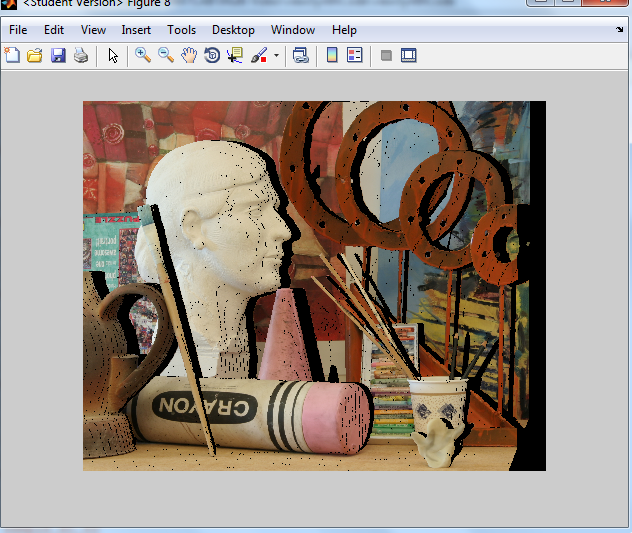 <Student Version> Figure 8
File Edit View Insert Tools Desktop Window Help
CRAYON